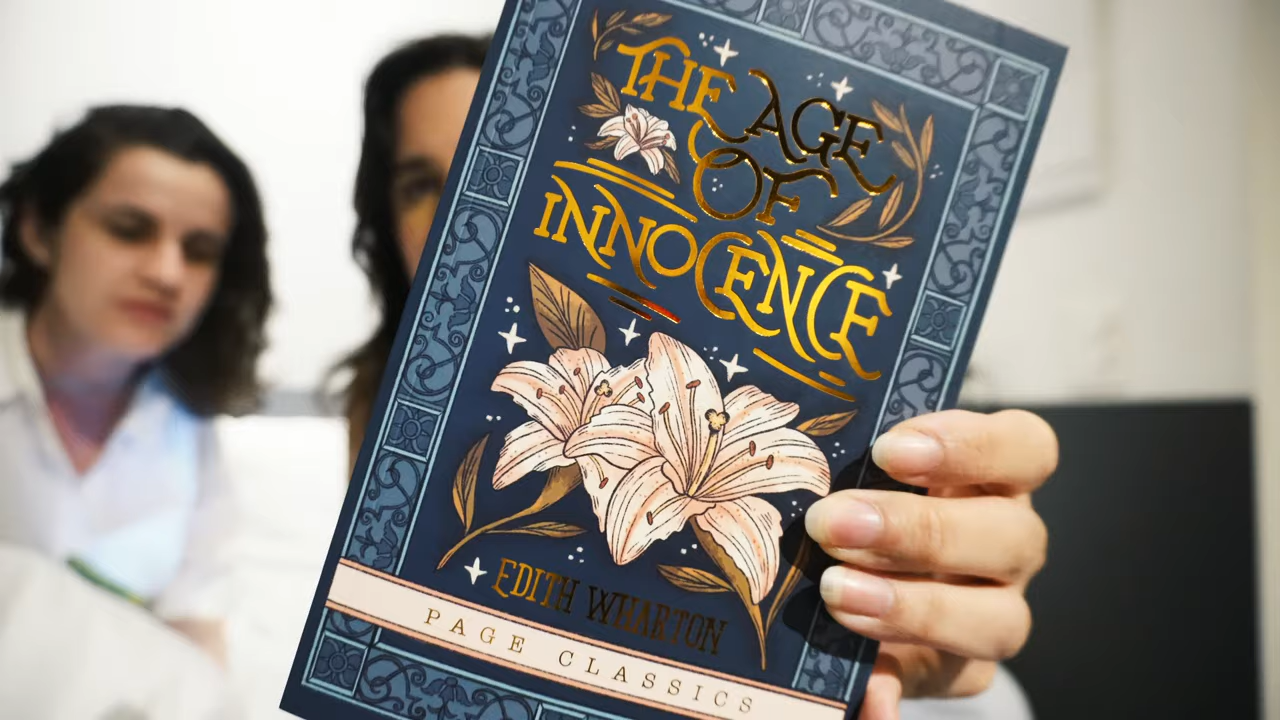 THE AGE
OF
INNOCENCE
EDITH WHARTON
PAGE CLASSICS